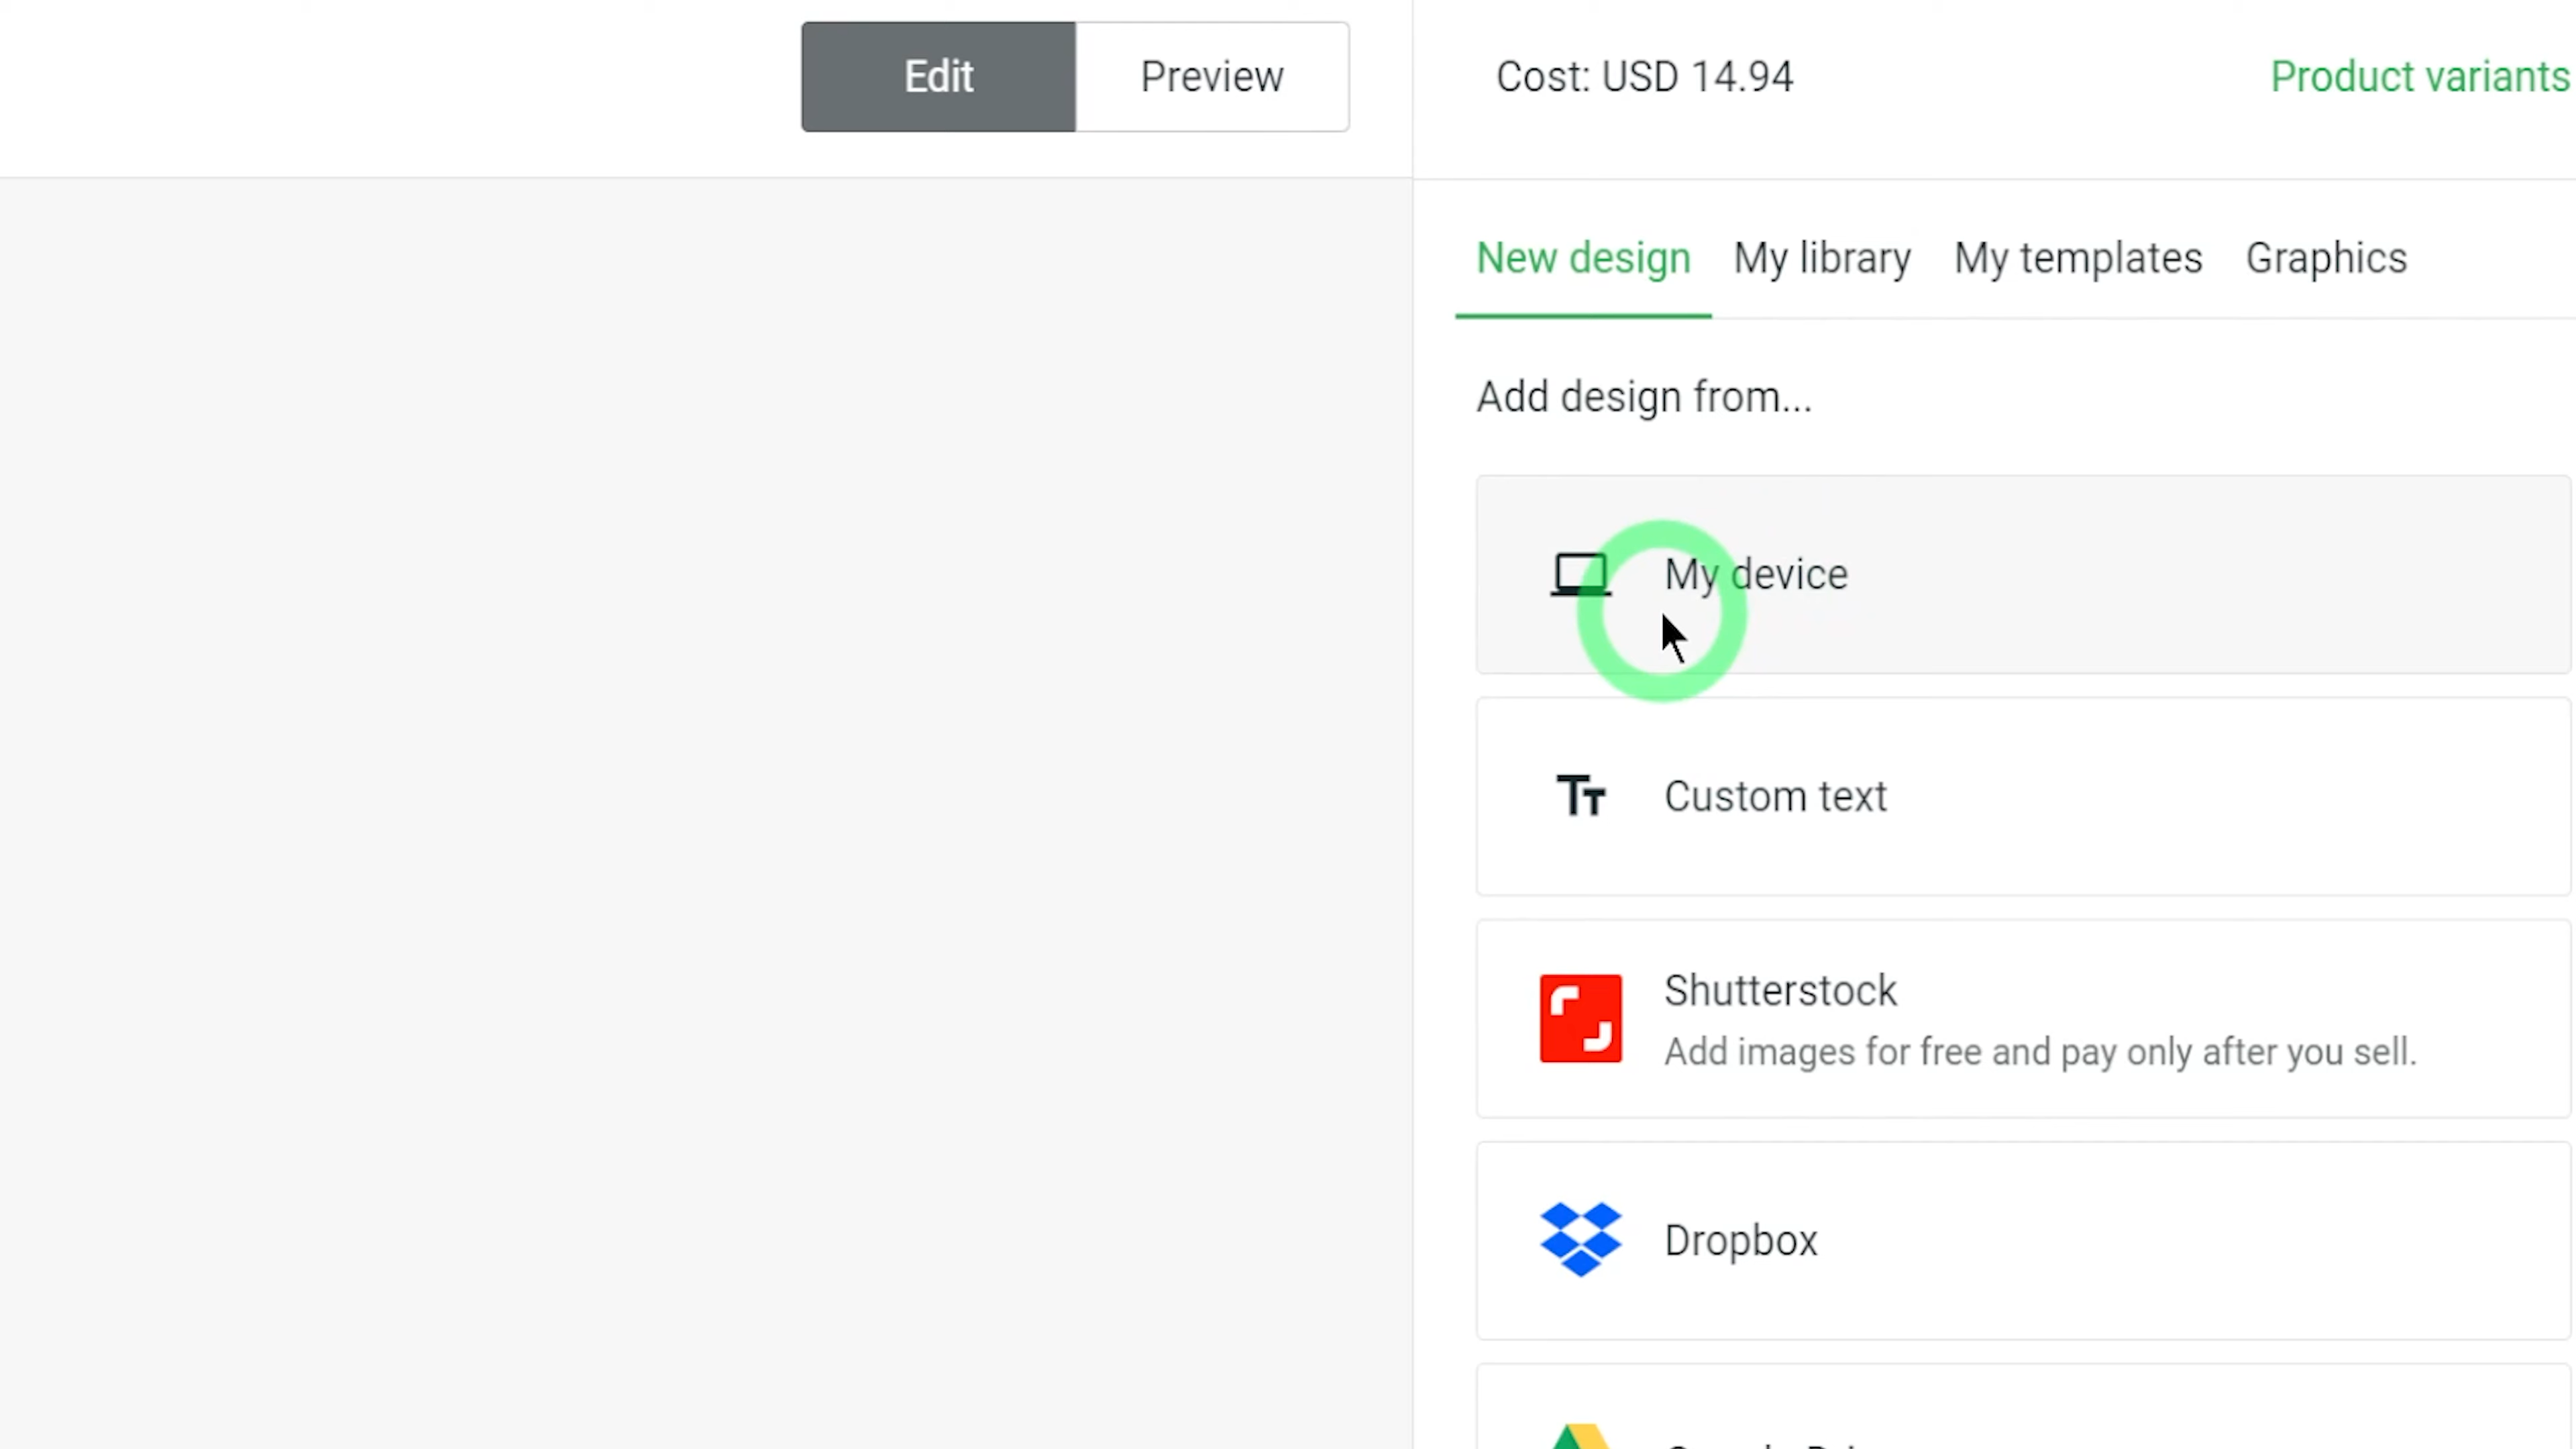 Edit
Preview
Cost: USD 14.94
Product variants
New design
My library
My templates
Graphics
Add design from...
My device
Custom text
Shutterstock
Add images for free and pay only after you sell.
Dropbox